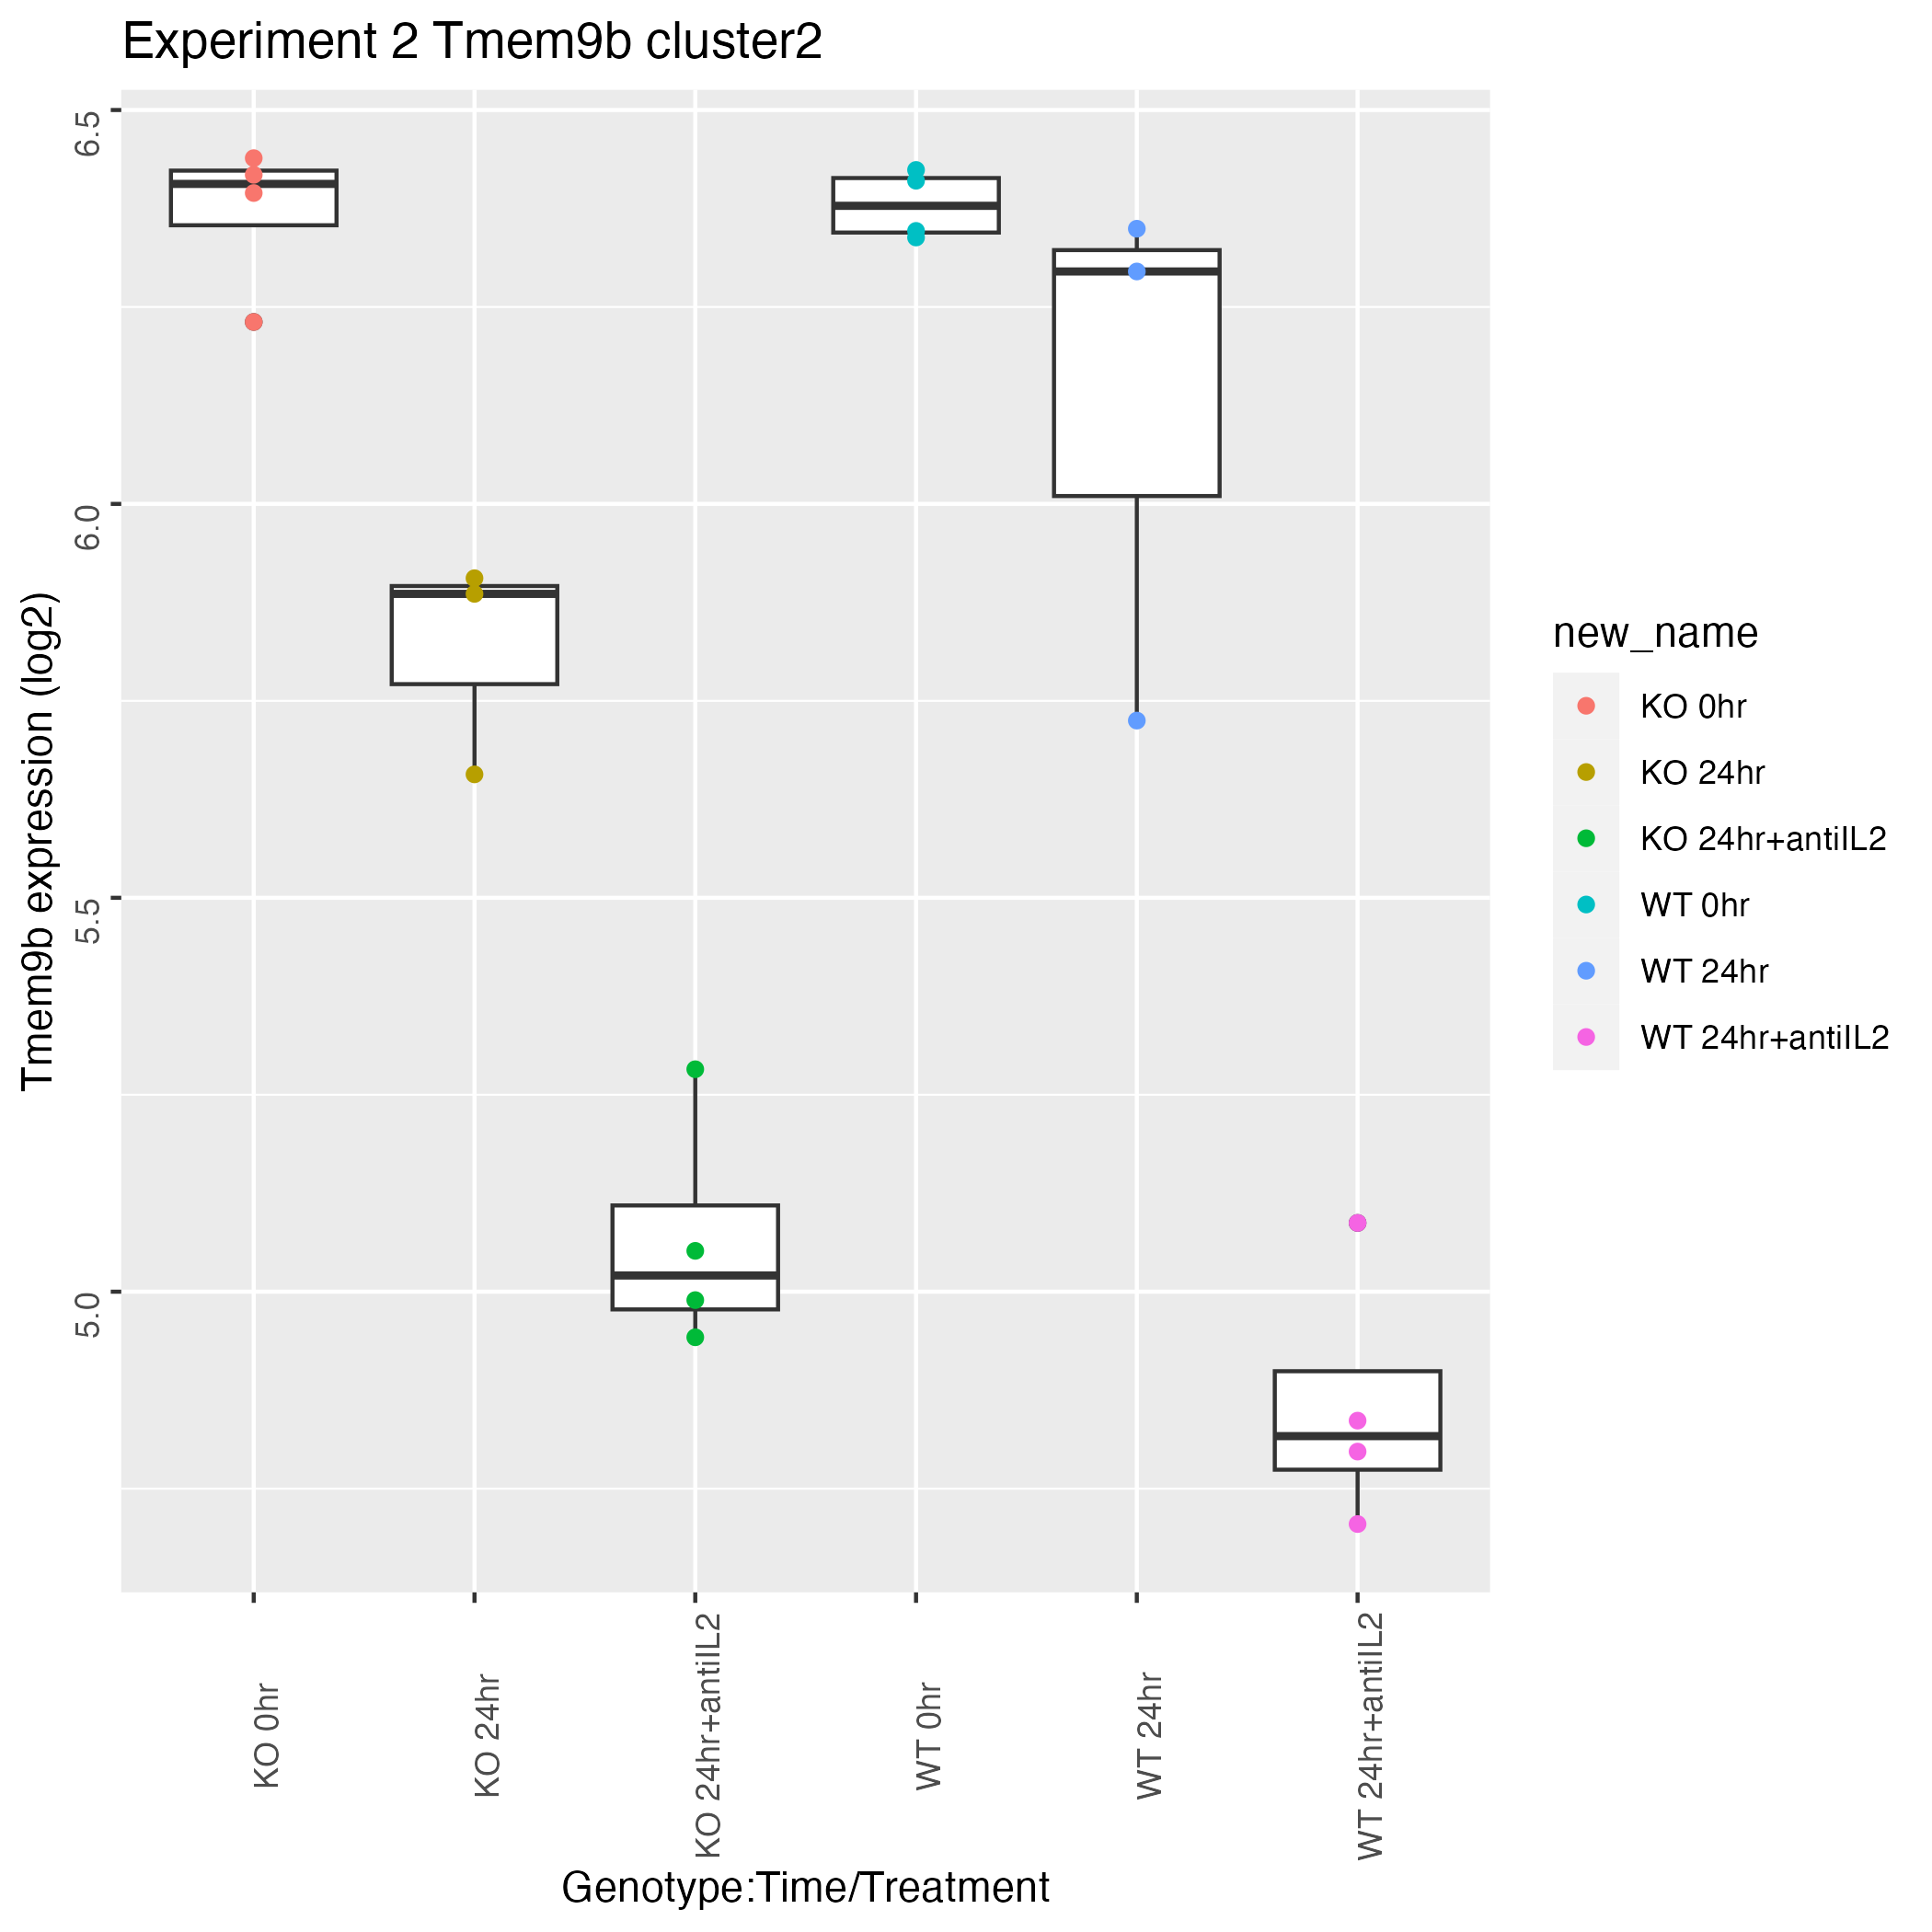 Experiment 2 Tmem9b cluster2
Tmem9b expression (log2)
6.5
6.0
5.5
5.0
KO 0hr
KO 24hr
KO 24hr+antiIL2
WT 0hr
WT 24hr
WT 24hr+antiIL2
Genotype:Time/Treatment
new_name
KO 0hr
KO 24hr
KO 24hr+antiIL2
WT 0hr
WT 24hr
WT 24hr+antiIL2